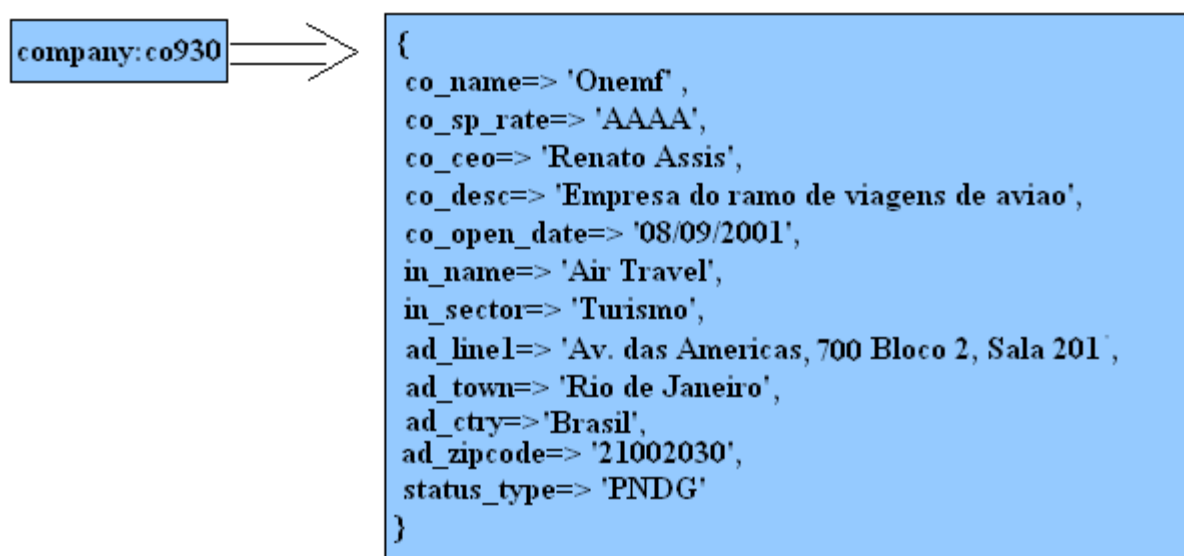 company:co930
{
co_name=> 'Onemf' ,
co_sp_rate=> 'AAAA',
co_ceo=> 'Renato Assis',
co_desc=> 'Empresa do ramo de viagens de aviao',
co_open_date=> '08/09/2001',
in_name=> 'Air Travel',
in_sector=> 'Turismo',
ad_line1=> 'Av. das Americas, 700 Bloco 2, Sala 201',
ad_town=> 'Rio de Janeiro',
ad_ctry=>'Brasil',
ad_zipcode=> '21002030',
status_type=> 'PNDG'
}